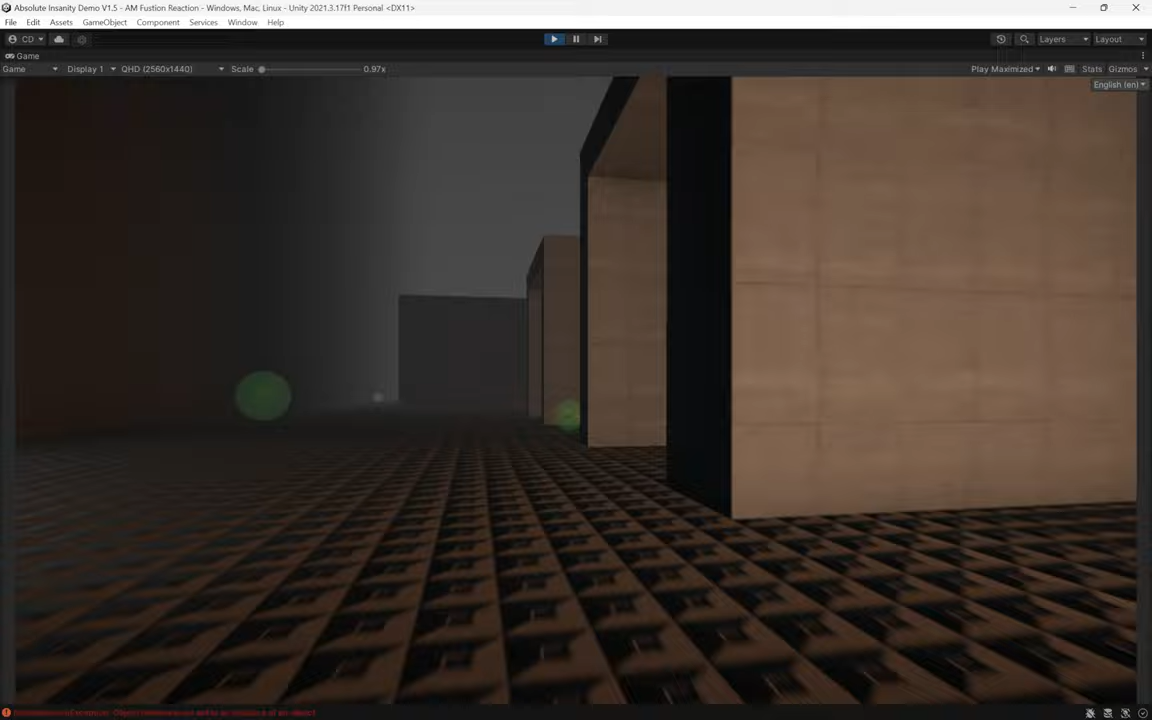 Absolute Insanity Demo V1.5 - AM Fustion Reaction - Windows, Mac, Linux - Unity 2021.3.17f1 Personal <DX11>
File Edit Assets GameObject Component Services Window Help
CD Layers Layout
Game
Game Display 1 QHD (2560x1440) Scale 0.97x Play Maximized Stats Gizmos
English (en)